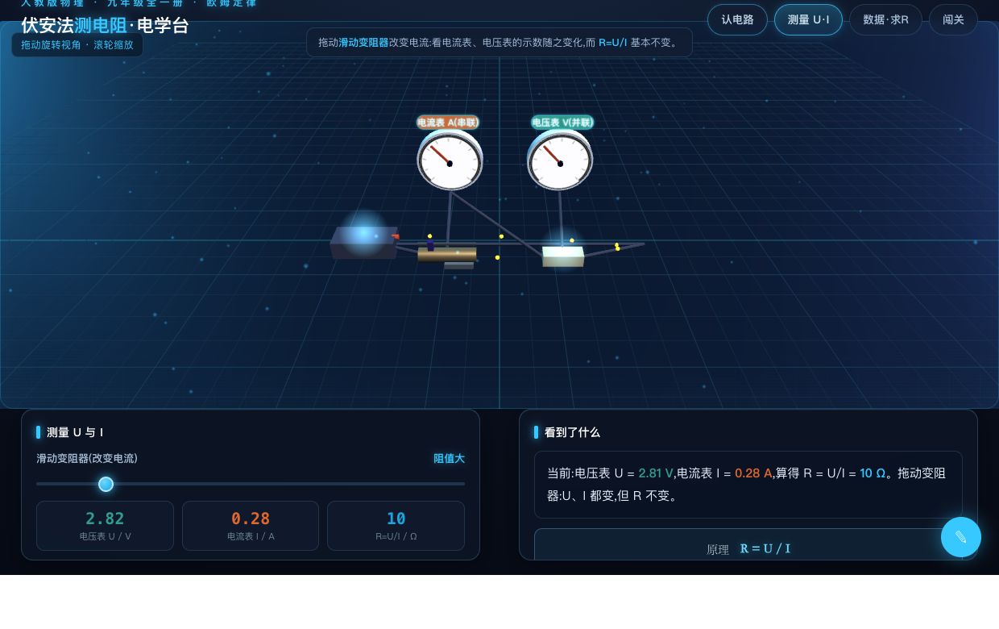 人教版物理 · 九年级全一册 · 欧姆定律
伏安法测电阻·电学台
拖动旋转视角 · 滚轮缩放
拖动滑动变阻器改变电流:看电流表、电压表的示数随之变化,而 R=U/I 基本不变。
认电路
测量 U·I
数据·求R
闯关
电流表 A(串联)
电压表 V(并联)
测量 U 与 I
滑动变阻器(改变电流)
阻值大
2.82
电压表 U / V
0.28
电流表 I / A
10
R=U/I / Ω
看到了什么
当前:电压表 U = 2.81 V,电流表 I = 0.28 A,算得 R = U/I = 10 Ω。拖动变阻
器:U、I 都变,但 R 不变。
原理 R = U / I